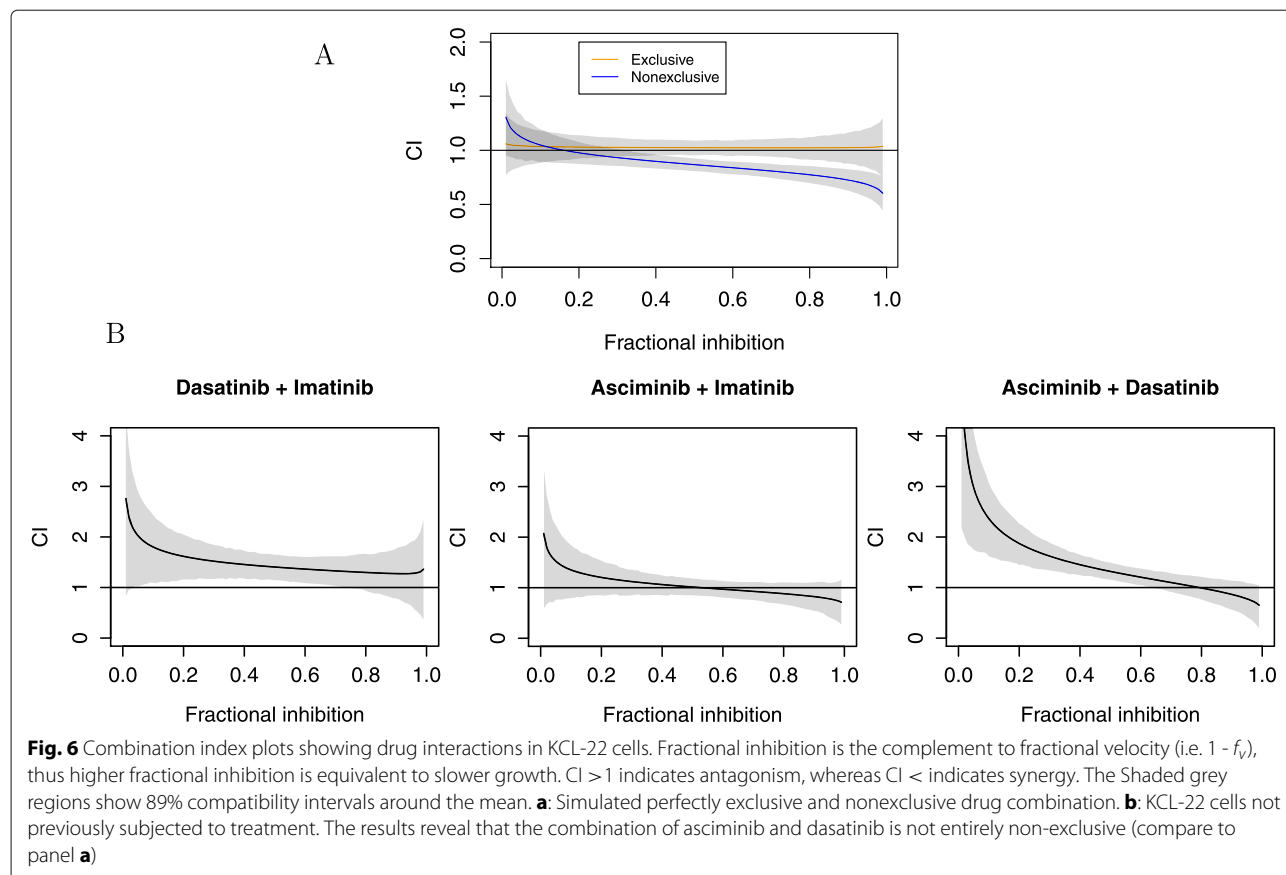 A
2.0
1.5
1.0
0.5
0.0
CI
Exclusive
Nonexclusive
0.0 0.2 0.4 0.6 0.8 1.0
Fractional inhibition
B
Dasatinib + Imatinib
4
3
2
1
0
CI
0.0 0.2 0.4 0.6 0.8 1.0
Fractional inhibition
Asciminib + Imatinib
4
3
2
1
0
CI
0.0 0.2 0.4 0.6 0.8 1.0
Fractional inhibition
Asciminib + Dasatinib
4
3
2
1
0
CI
0.0 0.2 0.4 0.6 0.8 1.0
Fractional inhibition
Fig. 6 Combination index plots showing drug interactions in KCL-22 cells. Fractional inhibition is the complement to fractional velocity (i.e. 1 - fv),
thus higher fractional inhibition is equivalent to slower growth. CI >1 indicates antagonism, whereas CI < indicates synergy. The Shaded grey
regions show 89% compatibility intervals around the mean. a: Simulated perfectly exclusive and nonexclusive drug combination. b: KCL-22 cells not
previously subjected to treatment. The results reveal that the combination of asciminib and dasatinib is not entirely non-exclusive (compare to
panel a)